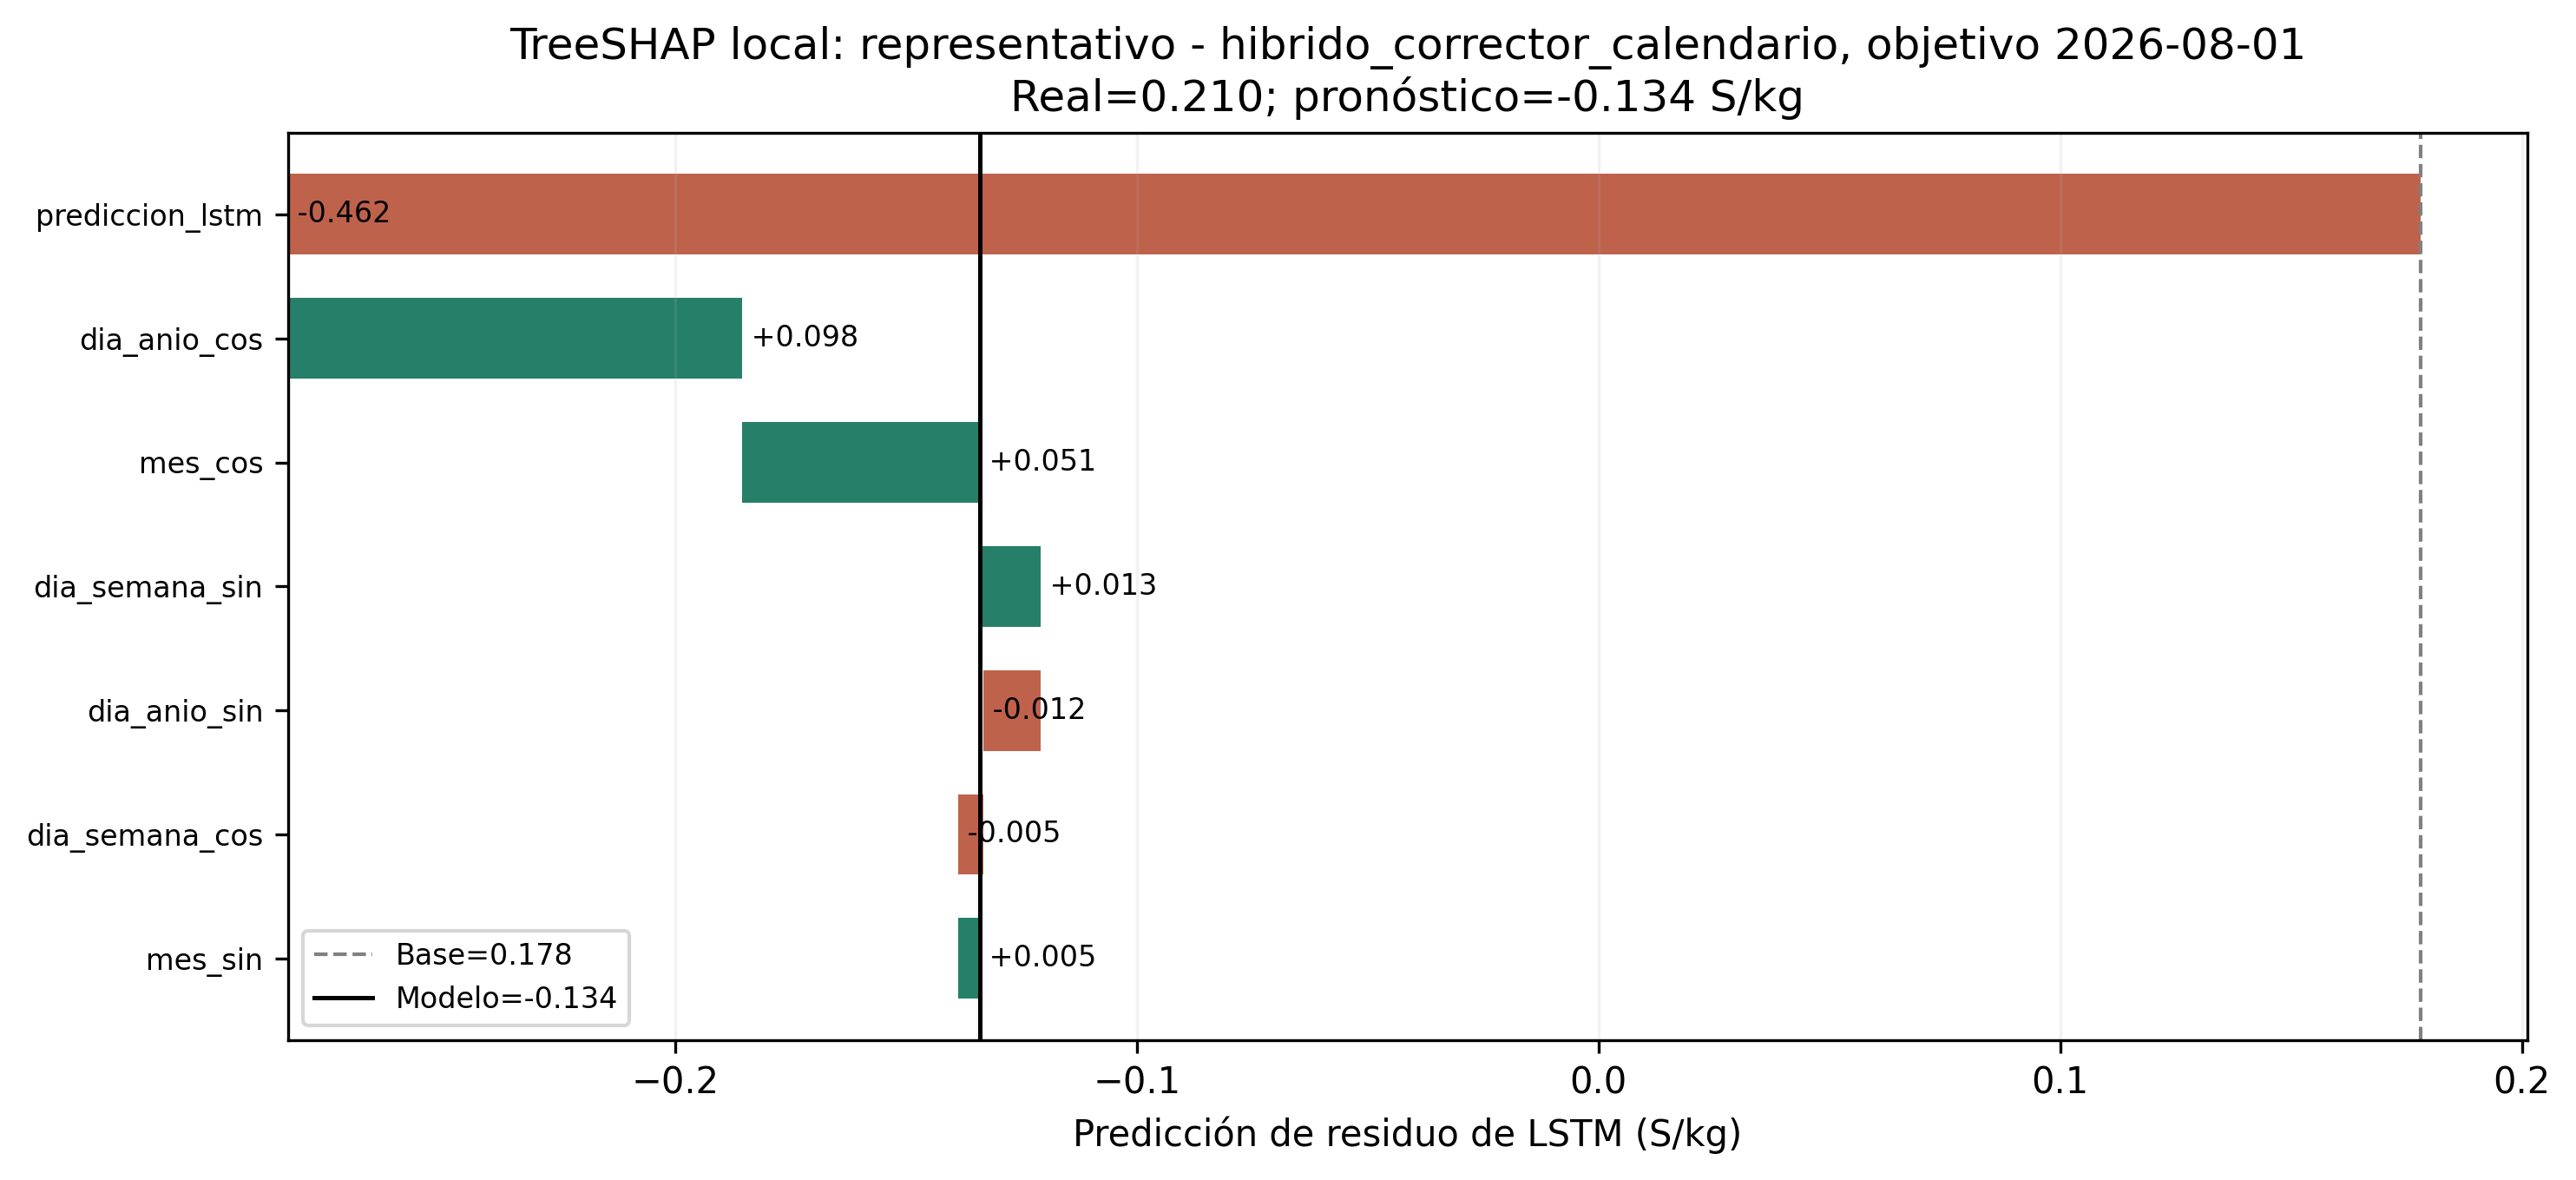 TreeSHAP local: representativo - hibrido_corrector_calendario, objetivo 2026-08-01
Real=0.210; pronóstico=-0.134 S/kg
prediccion_lstm
-0.462
dia_anio_cos
+0.098
mes_cos
+0.051
dia_semana_sin
+0.013
dia_anio_sin
-0.012
dia_semana_cos
-0.005
mes_sin
+0.005
Base=0.178
Modelo=-0.134
−0.2
−0.1
0.0
0.1
0.2
Predicción de residuo de LSTM (S/kg)